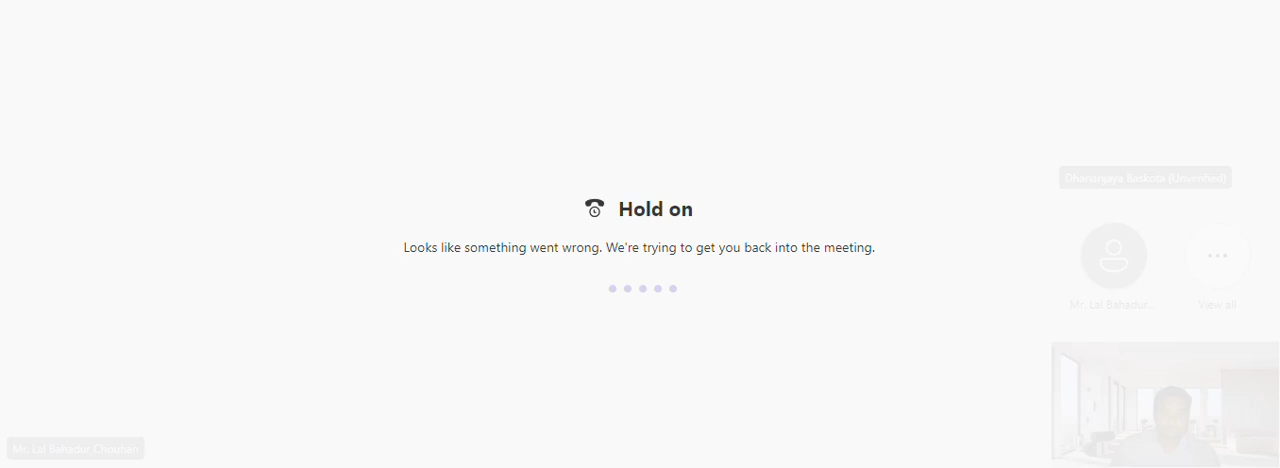 Hold on
Looks like something went wrong. We're trying to get you back into the meeting.
Dhananjaya Baskota (Unverified)
Mr. Lal Bahadur...
View all
Mr. Lal Bahadur Chouhan